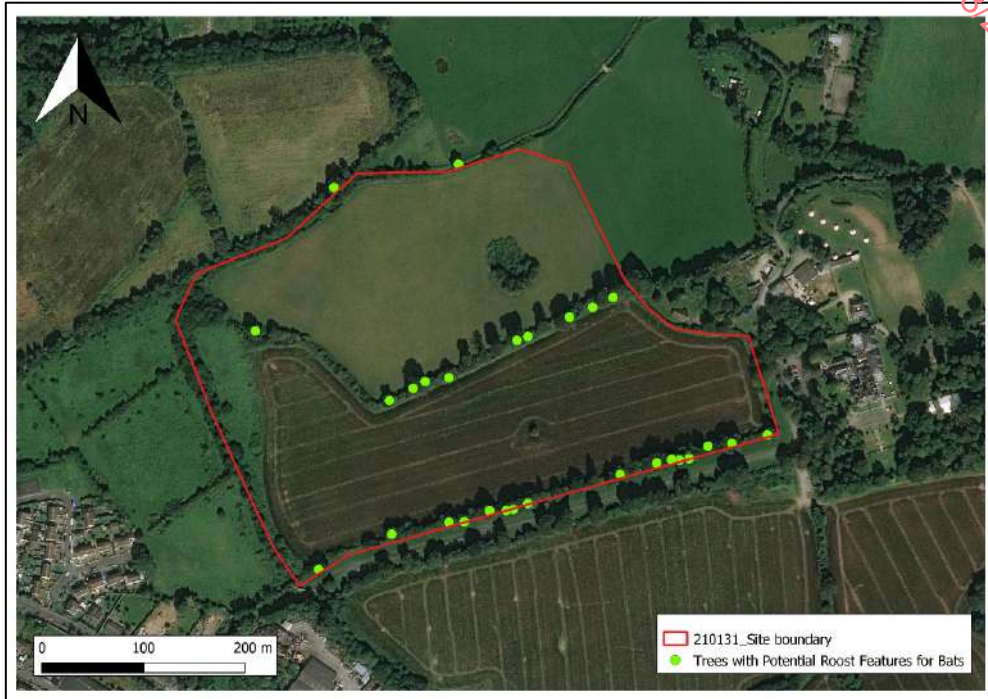 N
0 100 200 m
210131_Site boundary
Trees with Potential Roost Features for Bats